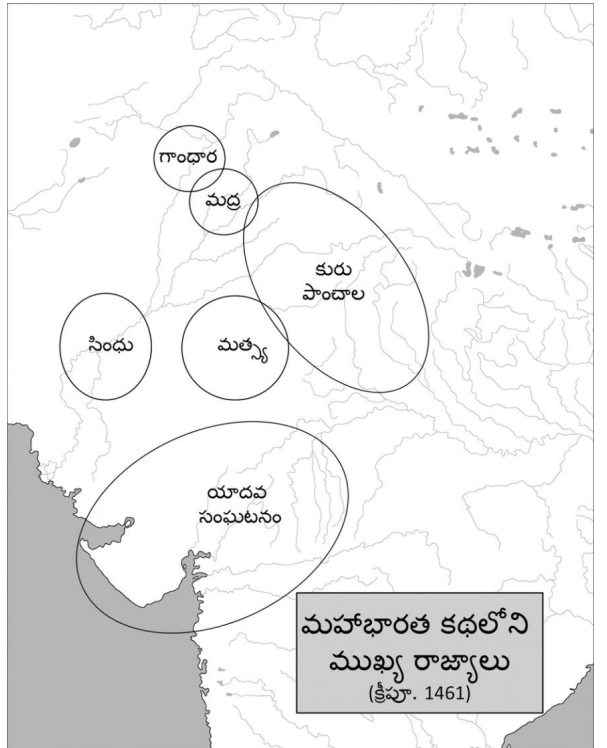 గాంధార
మద్ర
కురు
పాంచాల
సింధు
మత్స్య
యాదవ
సంఘటనం
మహాభారత కథలోని
ముఖ్య రాజ్యాలు
(క్రీపూ. 1461)